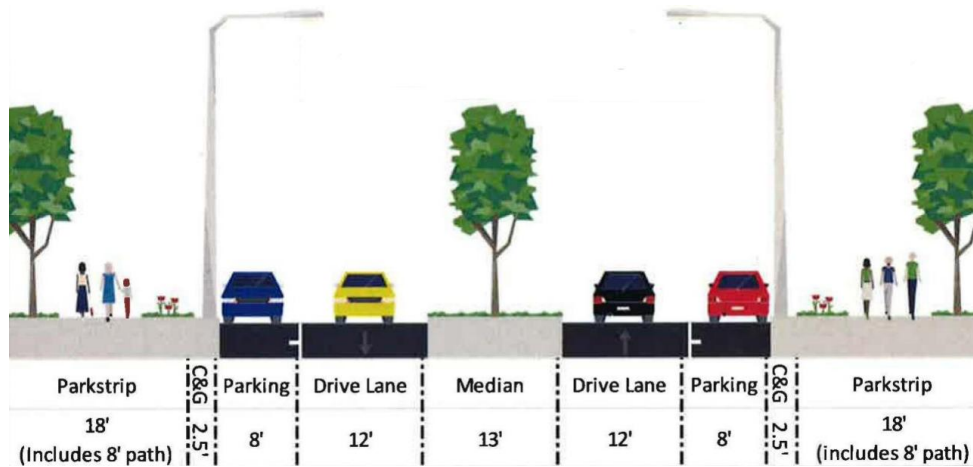 Parkstrip
C&G
Parking
Drive Lane
Median
Drive Lane
Parking
C&G
Parkstrip
18'
(Includes 8' path)
2.5'
8'
12'
13'
12'
8'
2.5'
18'
(includes 8' path)